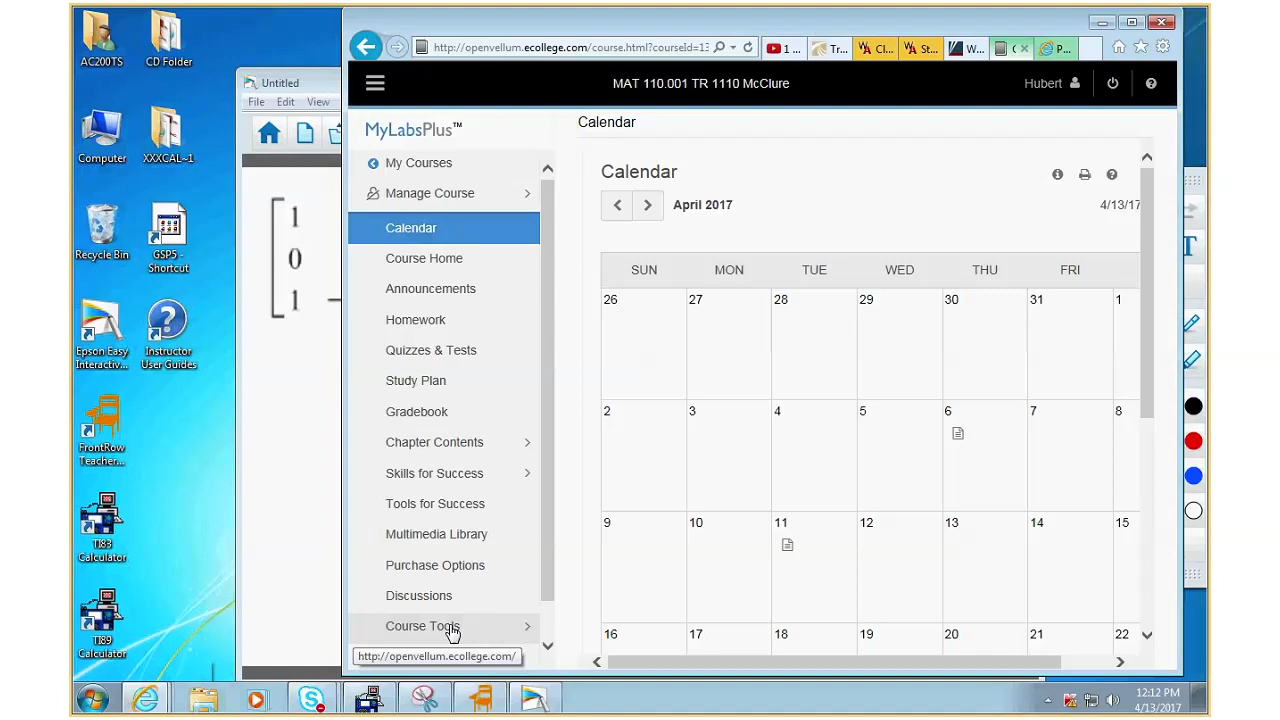 AC200TS
CD Folder
Computer
XXXCAL~1
Recycle Bin
GSP5 -
Shortcut
Epson Easy
Interactiv...
Instructor
User Guides
FrontRow
Teacher...
TI83
Calculator
TI89
Calculator
Untitled
File Edit View
1
0
1
http://openvellum.ecollege.com/course.html?courseId=13
1 ...
Tr...
Cl...
St...
W...
P...
MAT 110.001 TR 1110 McClure
Hubert
MyLabsPlus™
My Courses
Manage Course
Calendar
Course Home
Announcements
Homework
Quizzes & Tests
Study Plan
Gradebook
Chapter Contents
Skills for Success
Tools for Success
Multimedia Library
Purchase Options
Discussions
Course Tools
http://openvellum.ecollege.com/
Calendar
Calendar
April 2017
4/13/17
SUN MON TUE WED THU FRI
26 27 28 29 30 31 1
2 3 4 5 6 7 8
9 10 11 12 13 14 15
16 17 18 19 20 21 22
T
12:12 PM
4/13/2017